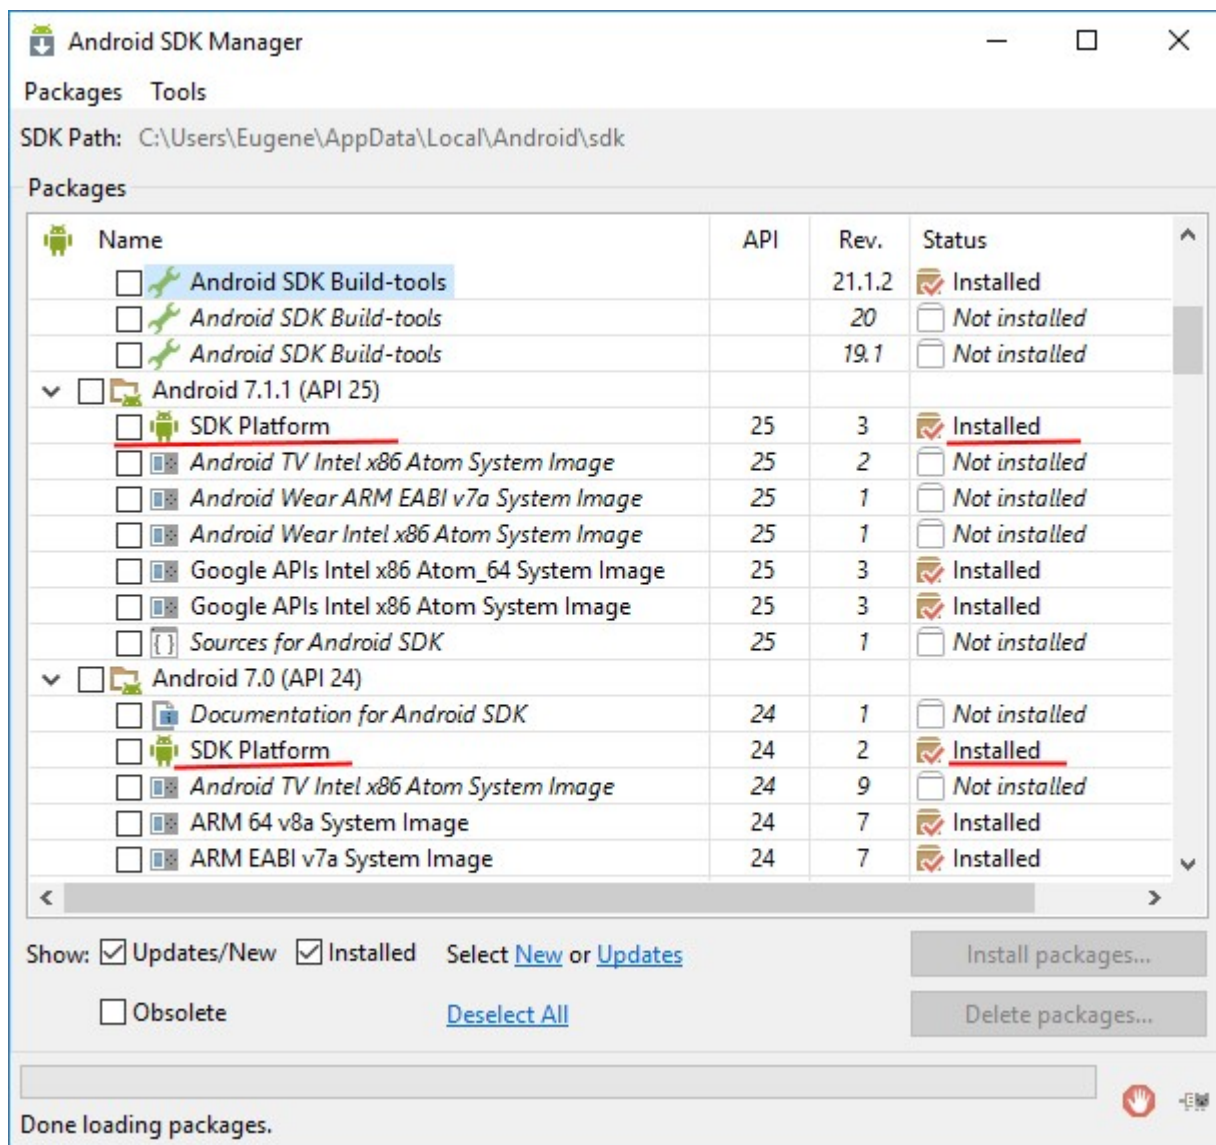 Android SDK Manager
Packages Tools
SDK Path: C:\Users\Eugene\AppData\Local\Android\sdk
Packages
Name API Rev. Status
Android SDK Build-tools 21.1.2 Installed
Android SDK Build-tools 20 Not installed
Android SDK Build-tools 19.1 Not installed
Android 7.1.1 (API 25)
SDK Platform 25 3 Installed
Android TV Intel x86 Atom System Image 25 2 Not installed
Android Wear ARM EABI v7a System Image 25 1 Not installed
Android Wear Intel x86 Atom System Image 25 1 Not installed
Google APIs Intel x86 Atom_64 System Image 25 3 Installed
Google APIs Intel x86 Atom System Image 25 3 Installed
Sources for Android SDK 25 1 Not installed
Android 7.0 (API 24)
Documentation for Android SDK 24 1 Not installed
SDK Platform 24 2 Installed
Android TV Intel x86 Atom System Image 24 9 Not installed
ARM 64 v8a System Image 24 7 Installed
ARM EABI v7a System Image 24 7 Installed
Show: Updates/New Installed Select New or Updates Install packages...
Obsolete Deselect All Delete packages...
Done loading packages.